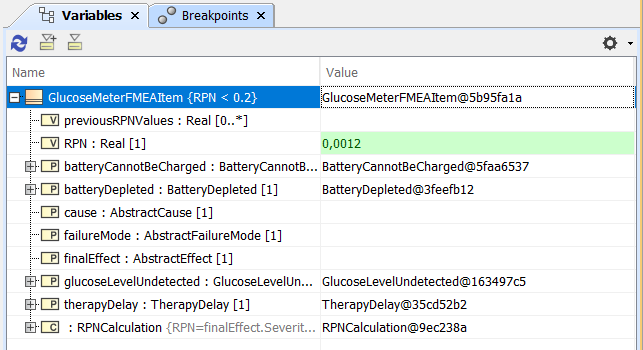 Variables Breakpoints
Name Value
GlucoseMeterFMEAItem {RPN < 0.2} GlucoseMeterFMEAItem@5b95fa1a
V previousRPNValues : Real [0..*]
V RPN : Real [1] 0,0012
P batteryCannotBeCharged : BatteryCannotB... BatteryCannotBeCharged@5faa6537
P batteryDepleted : BatteryDepleted [1] BatteryDepleted@3feefb12
P cause : AbstractCause [1]
P failureMode : AbstractFailureMode [1]
P finalEffect : AbstractEffect [1]
P glucoseLevelUndetected : GlucoseLevelUn... GlucoseLevelUndetected@163497c5
P therapyDelay : TherapyDelay [1] TherapyDelay@35cd52b2
C : RPNCalculation {RPN=finalEffect.Severit... RPNCalculation@9ec238a